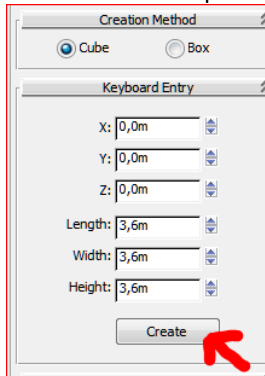 Creation Method
Cube Box
Keyboard Entry
X: 0,0m
Y: 0,0m
Z: 0,0m
Length: 3,6m
Width: 3,6m
Height: 3,6m
Create